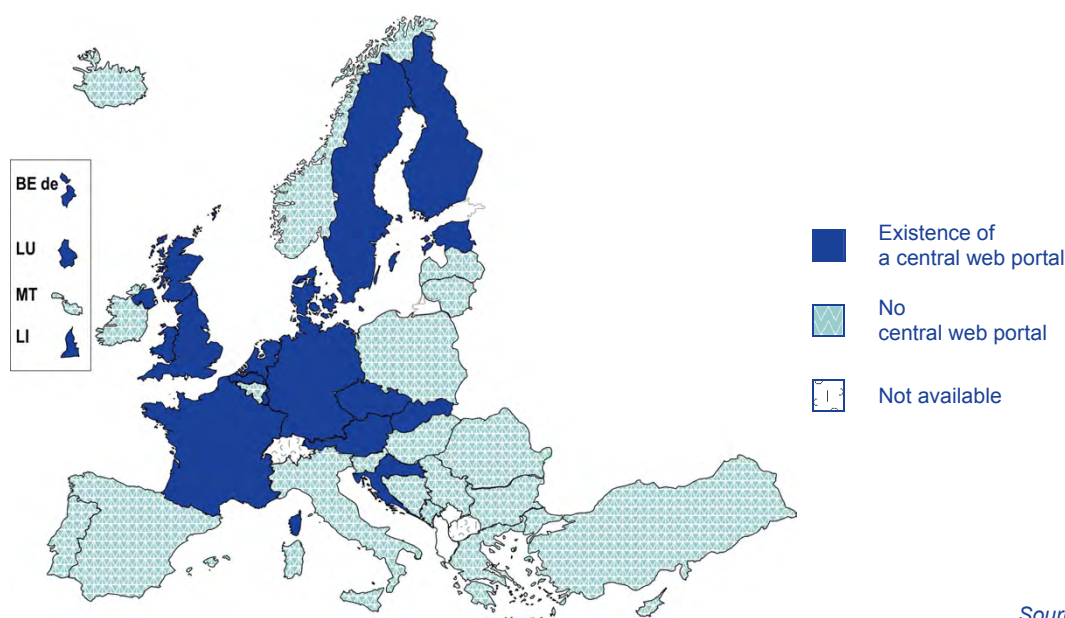 BE de
LU
MT
LI
Existence of
a central web portal
No
central web portal
Not available